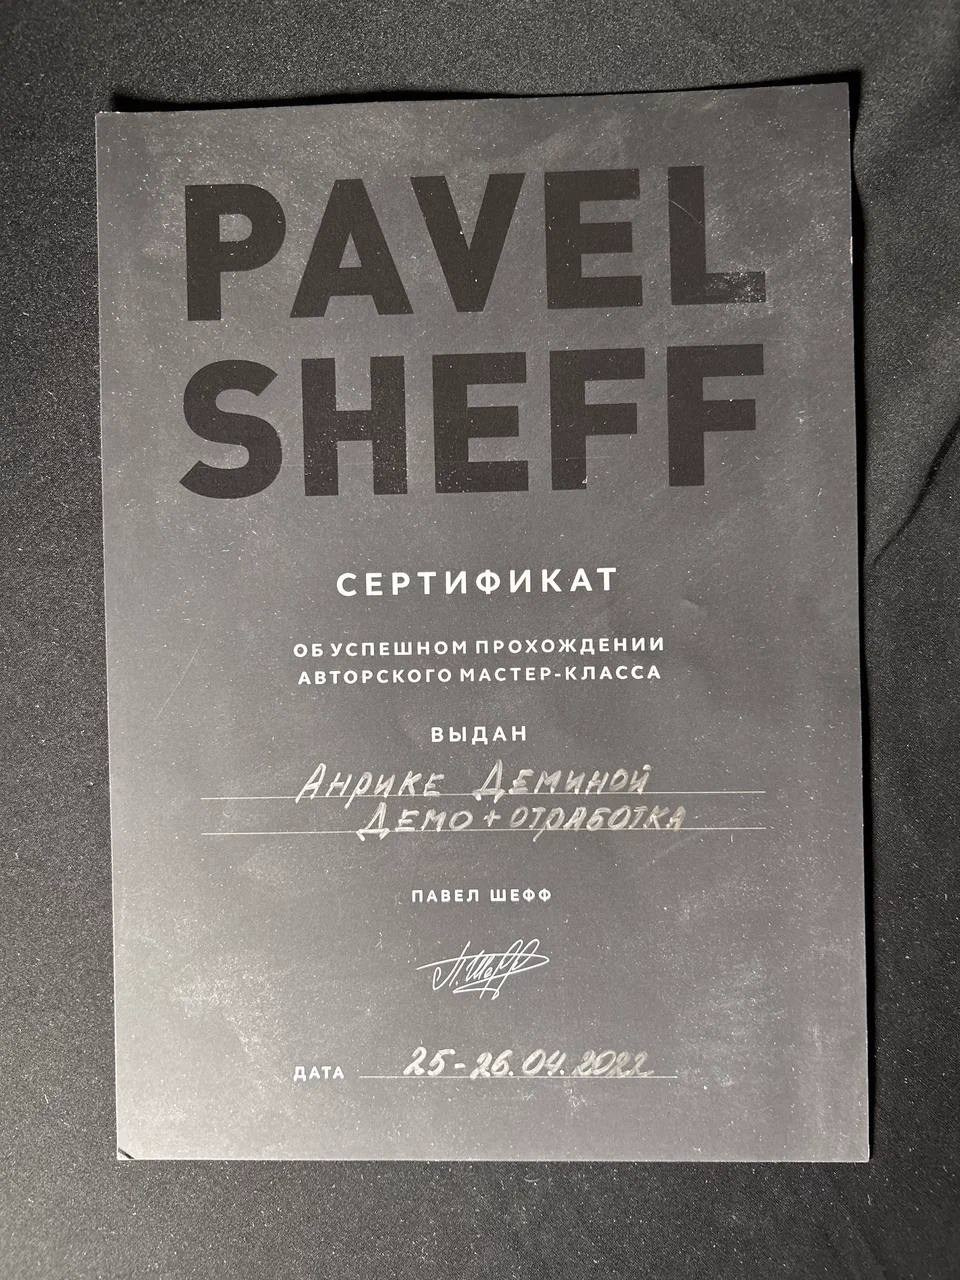 PAVEL
SHEFF
СЕРТИФИКАТ
ОБ УСПЕШНОМ ПРОХОЖДЕНИИ
АВТОРСКОГО МАСТЕР-КЛАССА
ВЫДАН
Анрике Деминой
Демо + отработка
ПАВЕЛ ШЕФФ
П. Шефф
ДАТА 25-26.04.2022